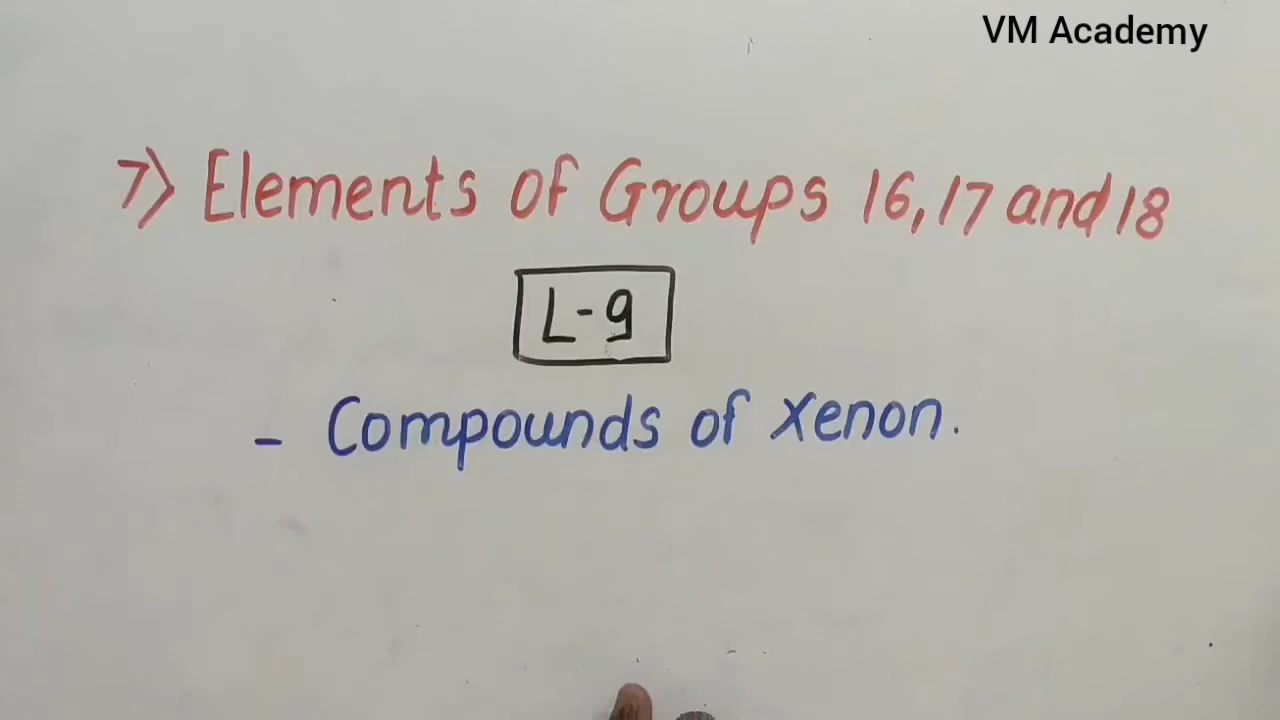 VM Academy
7) Elements of Groups 16, 17 and 18
L-9
- Compounds of Xenon.